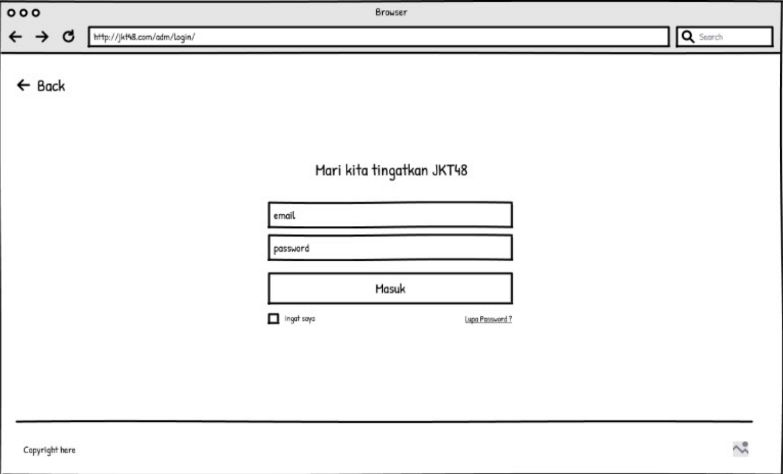 Browser
http://jkt48.com/adm/login/
Search
Back
Mari kita tingatkan JKT48
email
password
Masuk
Ingat saya
Lupa Password ?
Copyright here